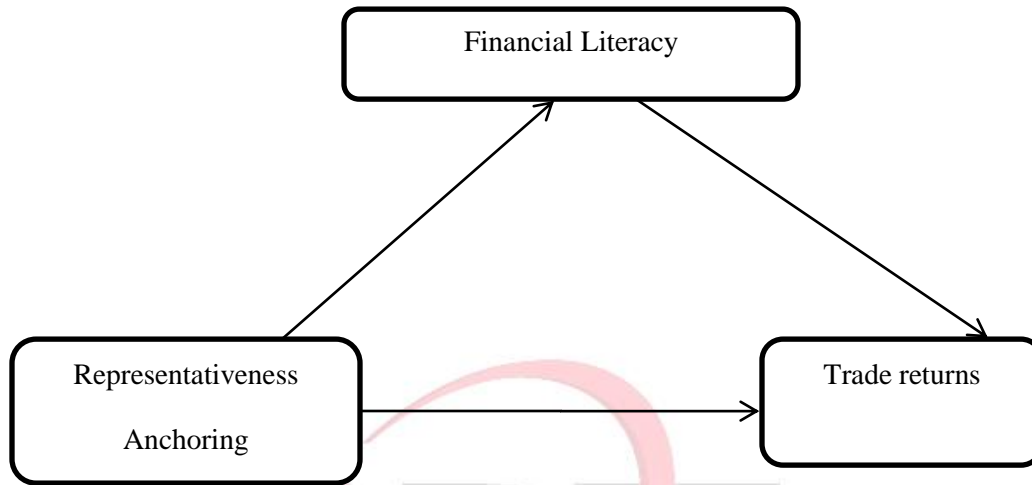 Financial Literacy
Representativeness
Anchoring
Trade returns